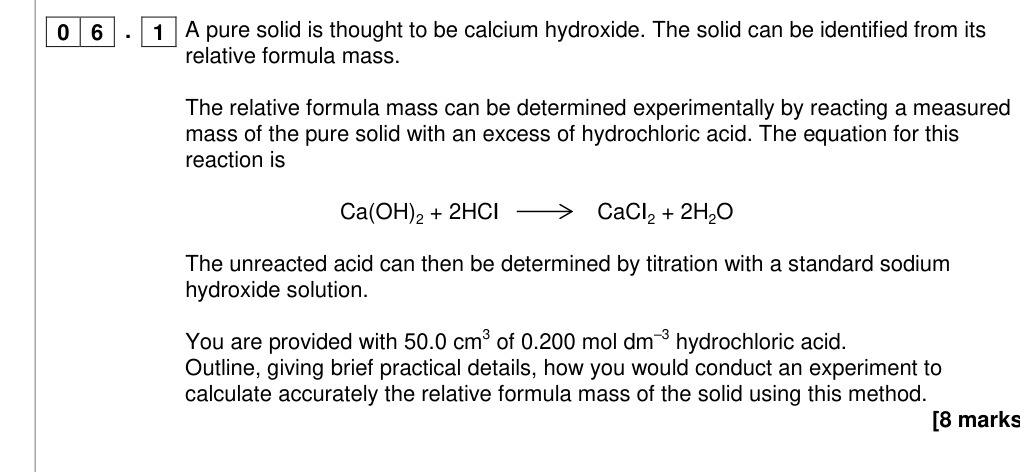 0 6 . 1 A pure solid is thought to be calcium hydroxide. The solid can be identified from its
relative formula mass.
The relative formula mass can be determined experimentally by reacting a measured
mass of the pure solid with an excess of hydrochloric acid. The equation for this
reaction is
Ca(OH)₂ + 2HCl ⟶ CaCl₂ + 2H₂O
The unreacted acid can then be determined by titration with a standard sodium
hydroxide solution.
You are provided with 50.0 cm³ of 0.200 mol dm⁻³ hydrochloric acid.
Outline, giving brief practical details, how you would conduct an experiment to
calculate accurately the relative formula mass of the solid using this method.
[8 marks